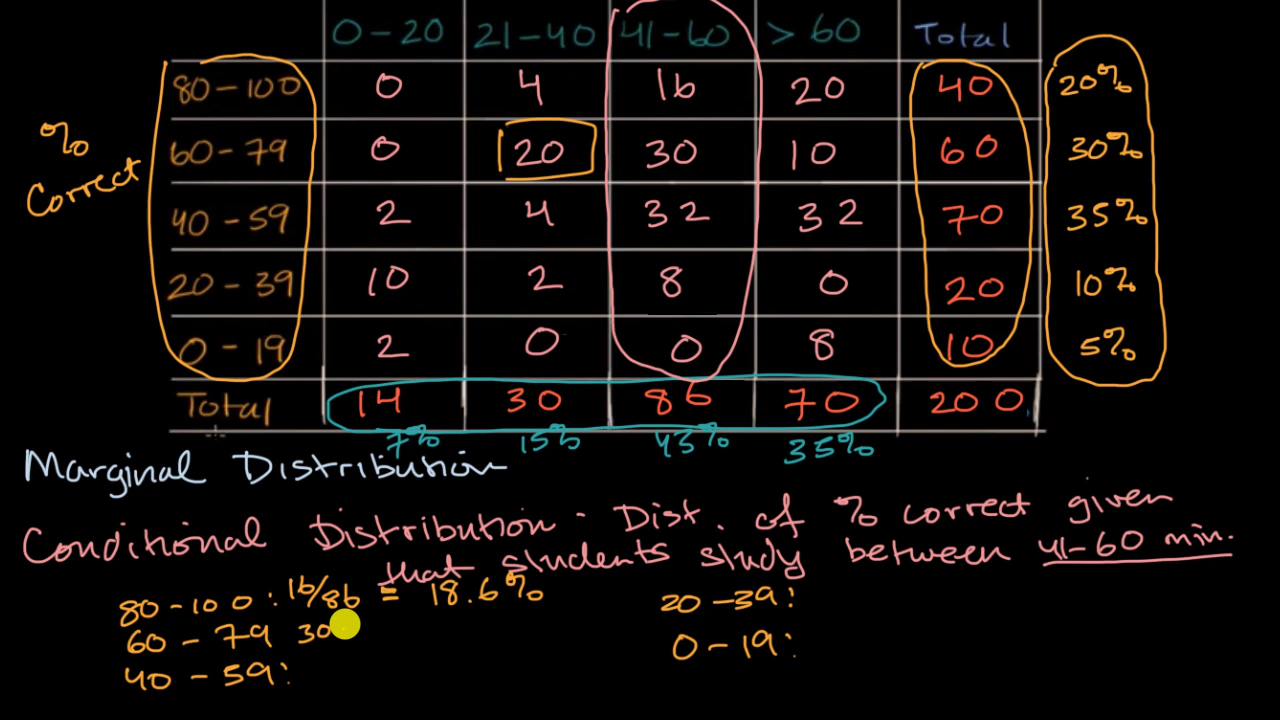 0-20 21-40 41-60 > 60 Total
80-100 0 4 16 20 40 20%
% Correct
60-79 0 20 30 10 60 30%
40-59 2 4 32 32 70 35%
20-39 10 2 8 0 20 10%
0-19 2 0 0 8 10 5%
Total 14 30 86 70 200
7% 15% 43% 35%
Marginal Distribution
Conditional Distribution - Dist. of % correct given
that students study between 41-60 min.
80-100: 16/86 = 18.6% 20-39:
60-79 30 0-19:
40-59: